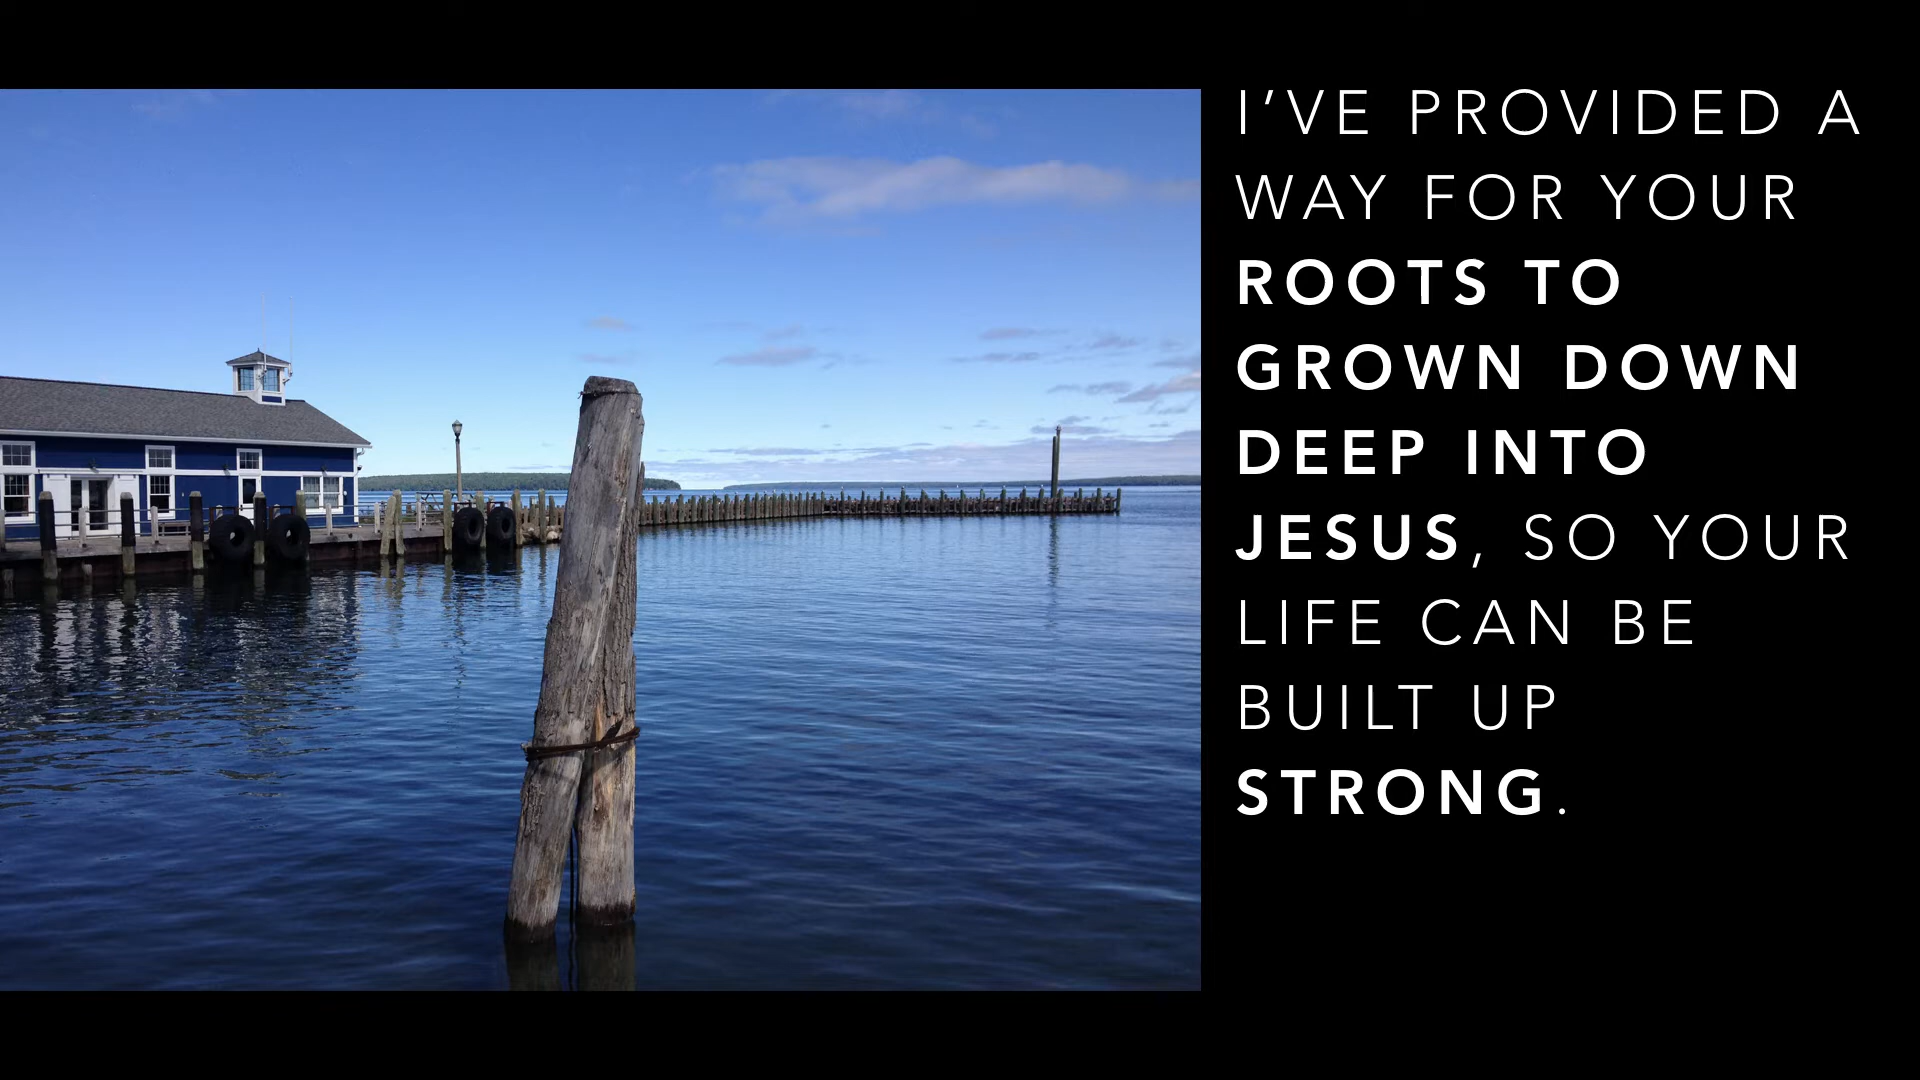 I’VE PROVIDED A
WAY FOR YOUR
ROOTS TO
GROWN DOWN
DEEP INTO
JESUS, SO YOUR
LIFE CAN BE
BUILT UP
STRONG.